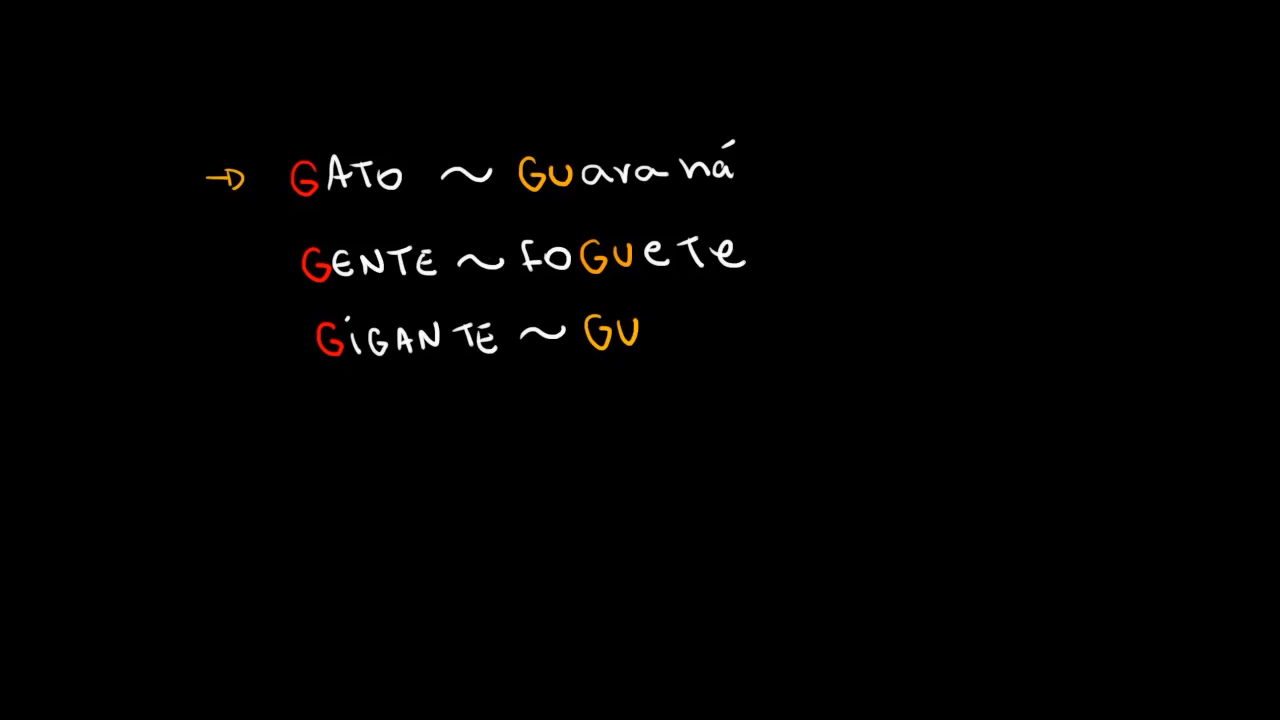 → GATO ~ GUaraná
GENTE ~ foGUeTe
GiGANTE ~ GU